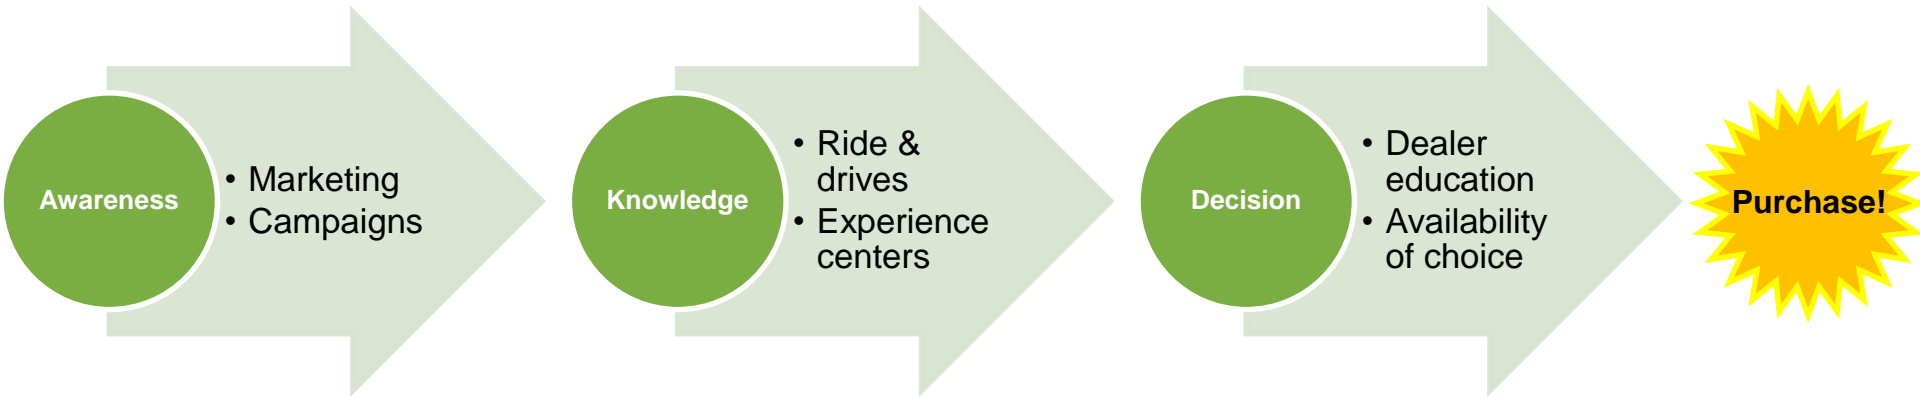 Awareness
• Marketing
• Campaigns
Knowledge
• Ride &
drives
• Experience
centers
Decision
• Dealer
education
• Availability
of choice
Purchase!